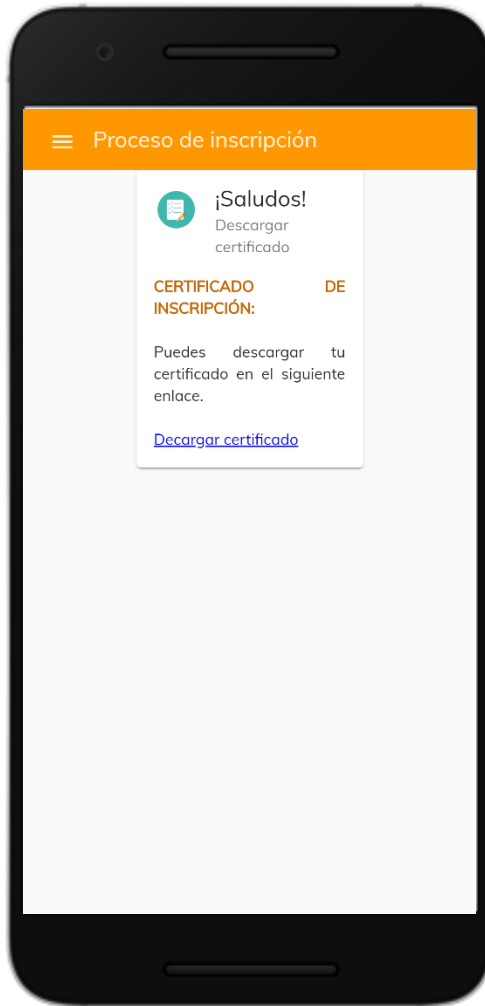 Proceso de inscripción
¡Saludos!
Descargar
certificado
CERTIFICADO DE
INSCRIPCIÓN:
Puedes descargar tu
certificado en el siguiente
enlace.
Decargar certificado